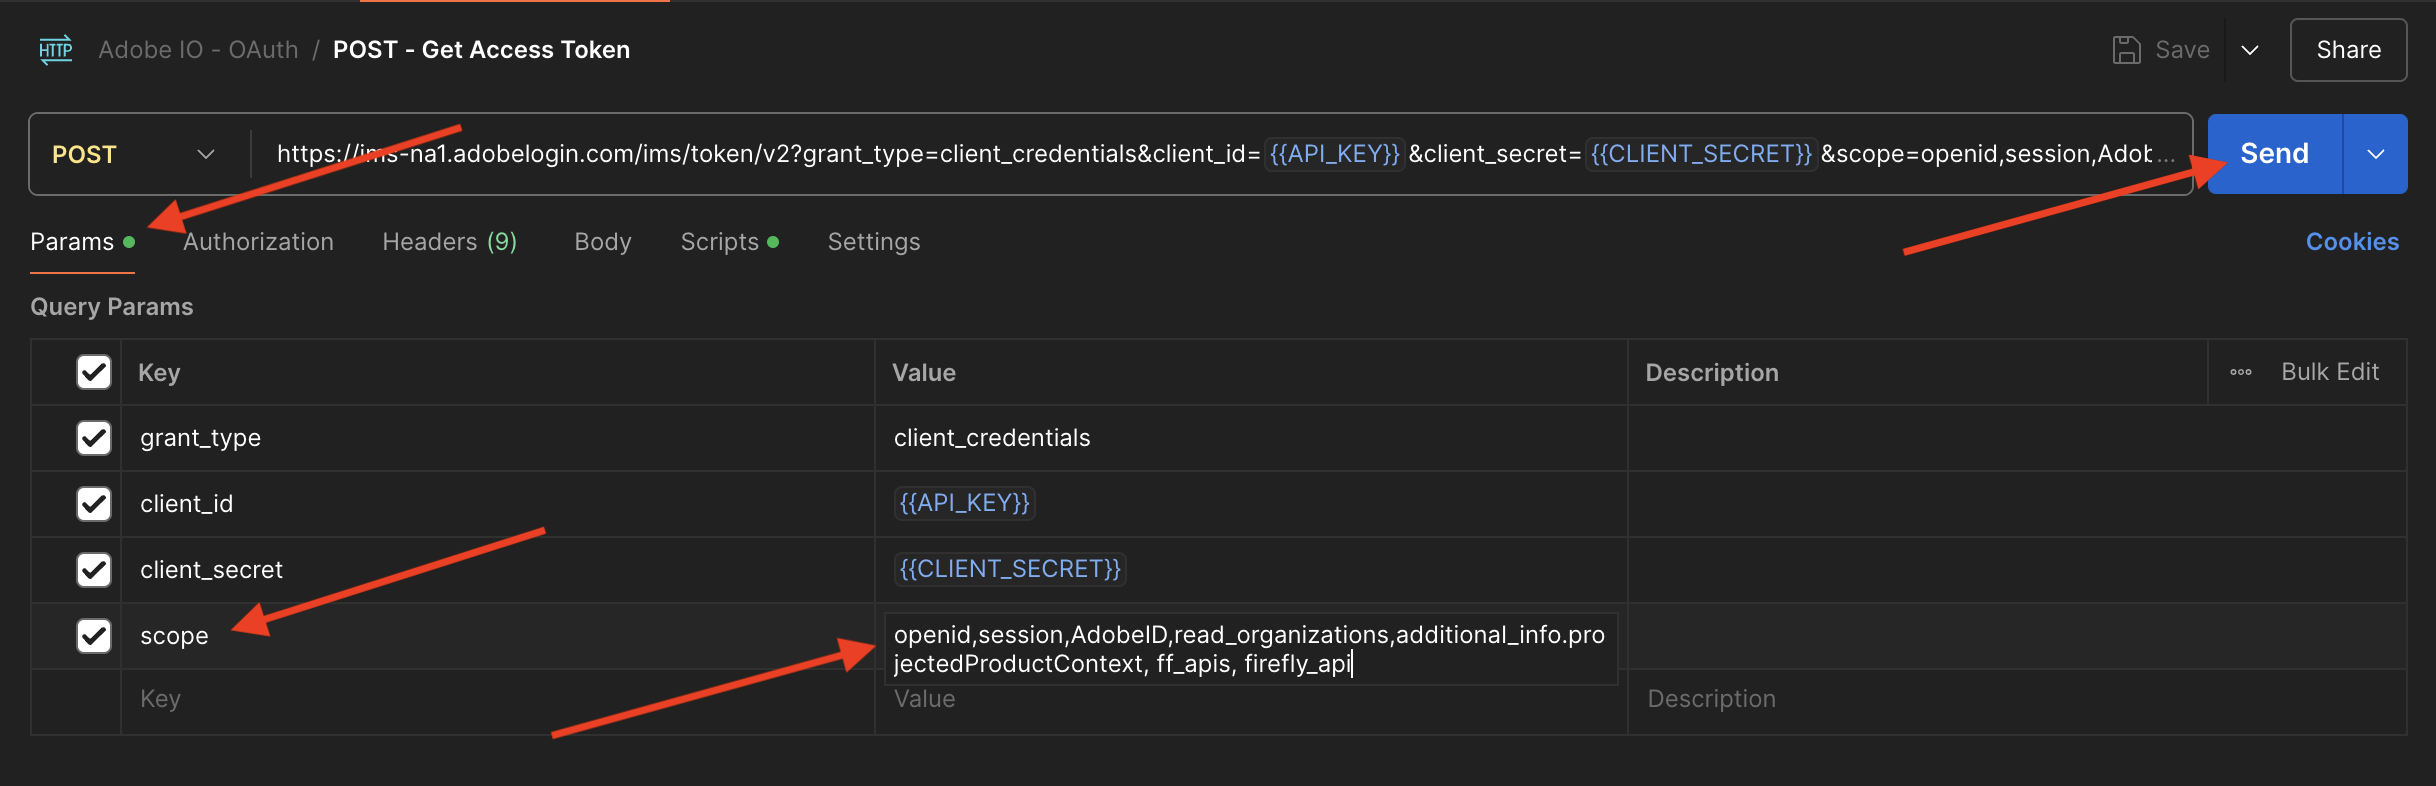 HTTP Adobe IO - OAuth / POST - Get Access Token Save Share
POST https://ims-na1.adobelogin.com/ims/token/v2?grant_type=client_credentials&client_id={{API_KEY}}&client_secret={{CLIENT_SECRET}}&scope=openid,session,Adob... Send
Params Authorization Headers (9) Body Scripts Settings Cookies
Query Params
Key Value Description Bulk Edit
grant_type client_credentials
client_id {{API_KEY}}
client_secret {{CLIENT_SECRET}}
scope openid,session,AdobeID,read_organizations,additional_info.pro
jectedProductContext, ff_apis, firefly_api
Key Value Description